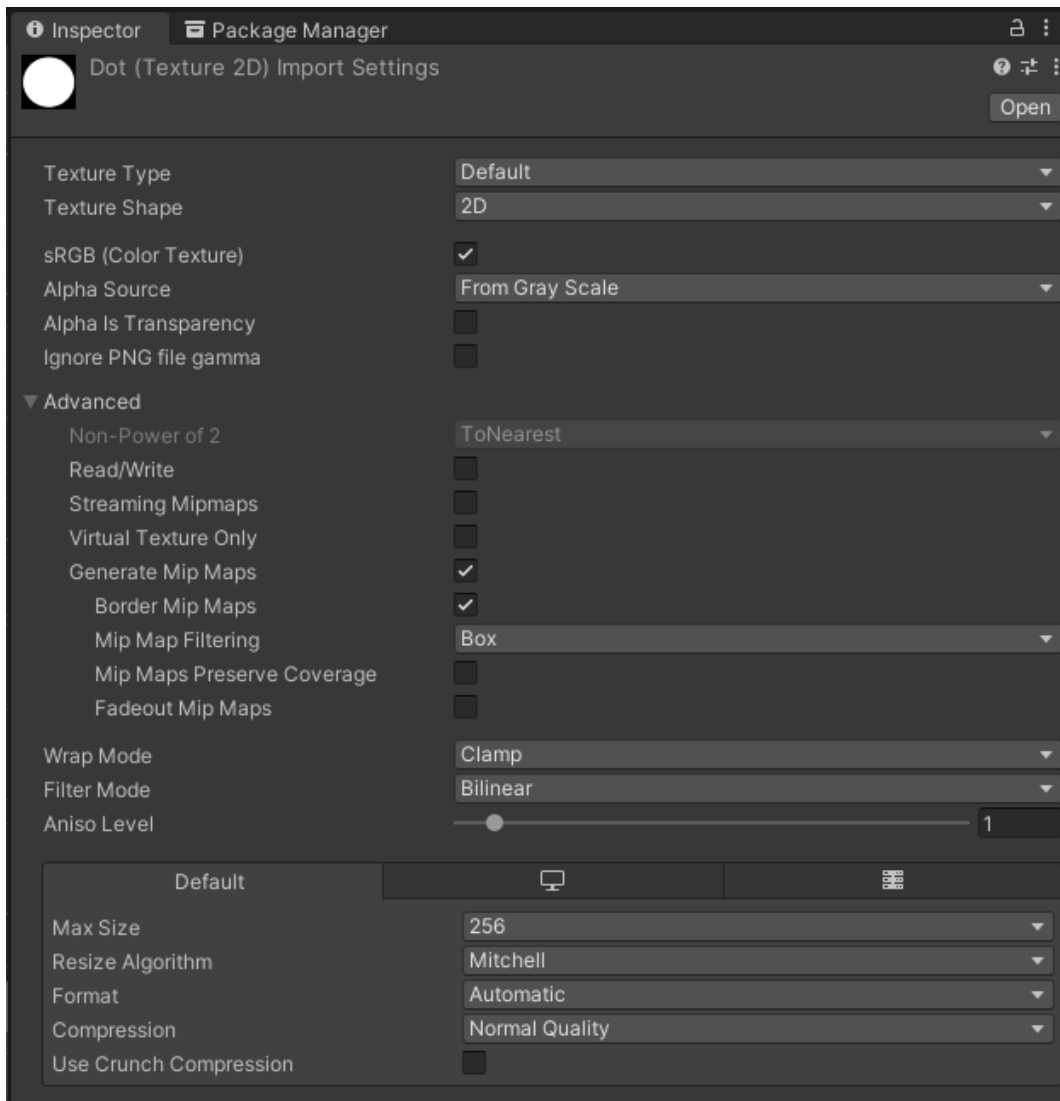 Inspector Package Manager
Dot (Texture 2D) Import Settings
Open
Texture Type Default
Texture Shape 2D
sRGB (Color Texture)
Alpha Source From Gray Scale
Alpha Is Transparency
Ignore PNG file gamma
Advanced
Non-Power of 2 ToNearest
Read/Write
Streaming Mipmaps
Virtual Texture Only
Generate Mip Maps
Border Mip Maps
Mip Map Filtering Box
Mip Maps Preserve Coverage
Fadeout Mip Maps
Wrap Mode Clamp
Filter Mode Bilinear
Aniso Level 1
Default
Max Size 256
Resize Algorithm Mitchell
Format Automatic
Compression Normal Quality
Use Crunch Compression